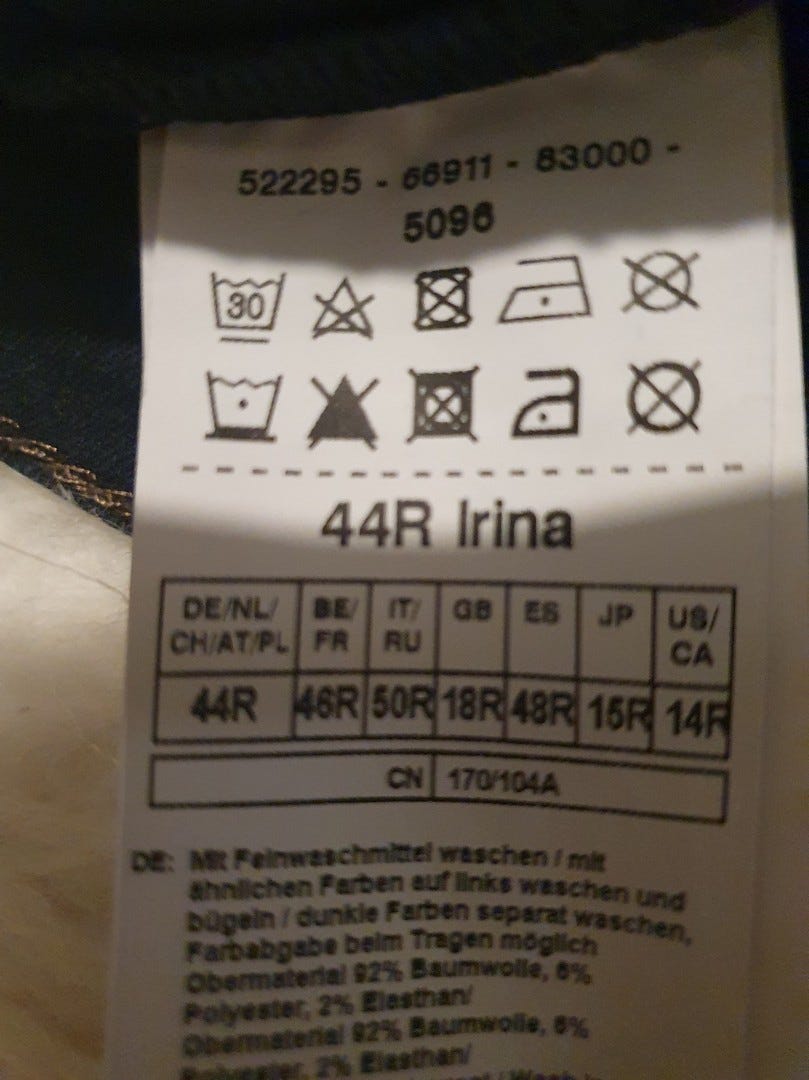 522295 - 66911 - 83000 -
5096
30
44R Irina
DE/NL/ CH/AT/PL BE/ FR IT/ RU GB ES JP US/ CA
44R 46R 50R 18R 48R 15R 14R
CN 170/104A
DE: Mit Feinwaschmittel waschen / mit
ähnlichen Farben auf links waschen und
bügeln / dunkle Farben separat waschen,
Farbabgabe beim Tragen möglich
Obermaterial 92% Baumwolle, 6%
Polyester, 2% Elasthan/
Obermaterial 92% Baumwolle, 6%
Polyester, 2% Elasthan/